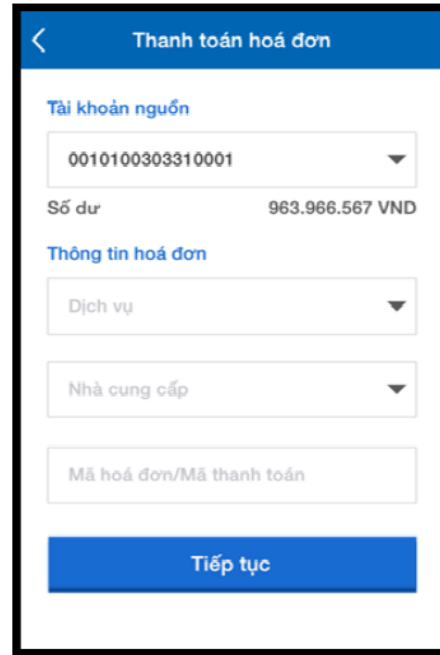 Thanh toán hoá đơn
Tài khoản nguồn
0010100303310001
Số dư 963.966.567 VND
Thông tin hoá đơn
Dịch vụ
Nhà cung cấp
Mã hoá đơn/Mã thanh toán
Tiếp tục